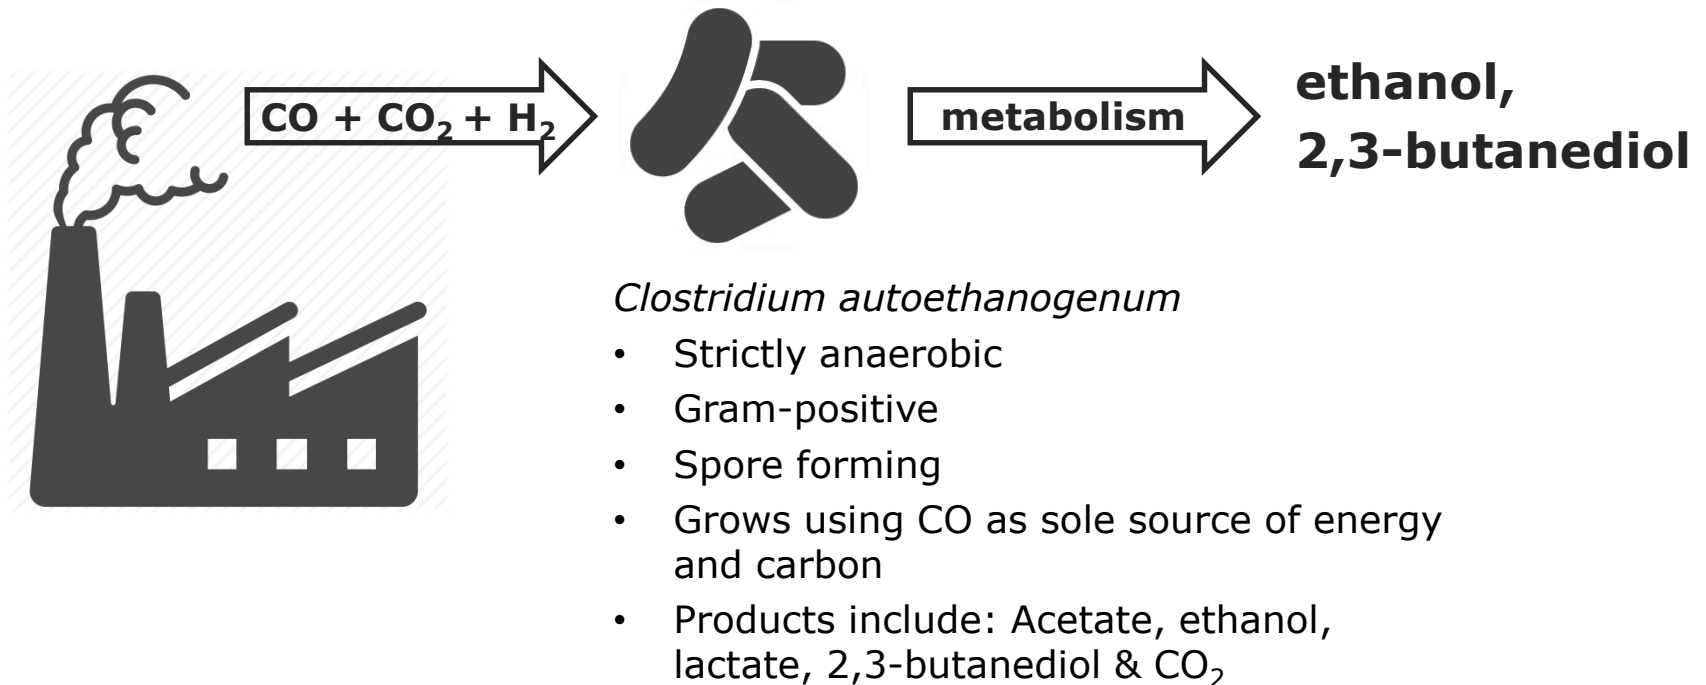 CO + CO₂ + H₂
metabolism
ethanol,
2,3-butanediol
Clostridium autoethanogenum
• Strictly anaerobic
• Gram-positive
• Spore forming
• Grows using CO as sole source of energy
and carbon
• Products include: Acetate, ethanol,
lactate, 2,3-butanediol & CO₂